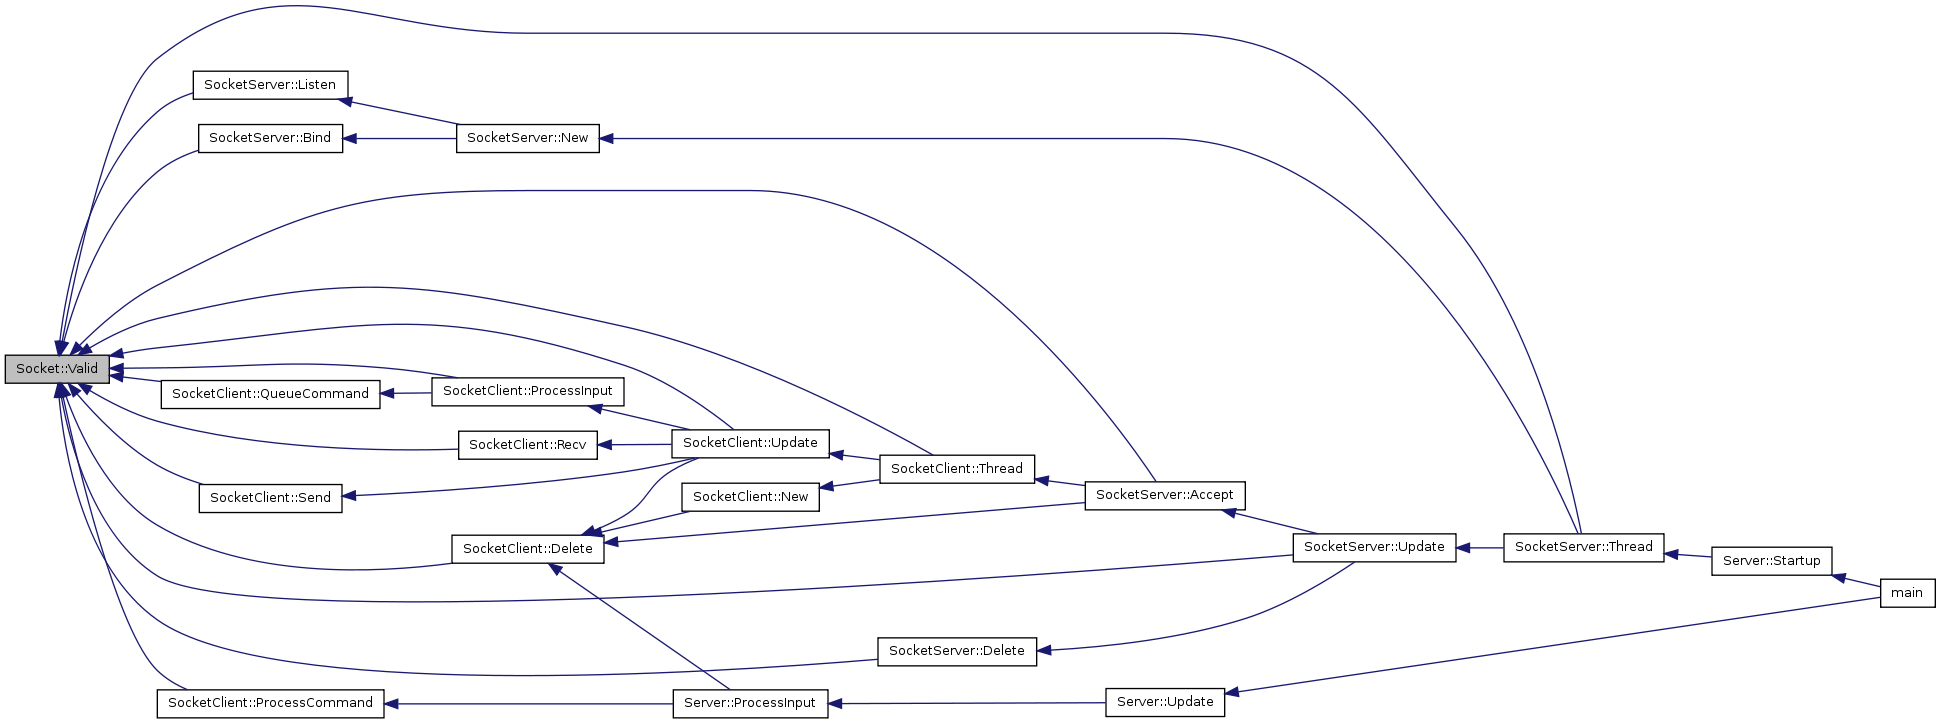 SocketServer::Listen
SocketServer::Bind
SocketServer::New
Socket::Valid
SocketClient::QueueCommand
SocketClient::ProcessInput
SocketClient::Recv
SocketClient::Update
SocketClient::Thread
SocketClient::Send
SocketClient::New
SocketServer::Accept
SocketClient::Delete
SocketServer::Update
SocketServer::Thread
Server::Startup
main
SocketServer::Delete
SocketClient::ProcessCommand
Server::ProcessInput
Server::Update